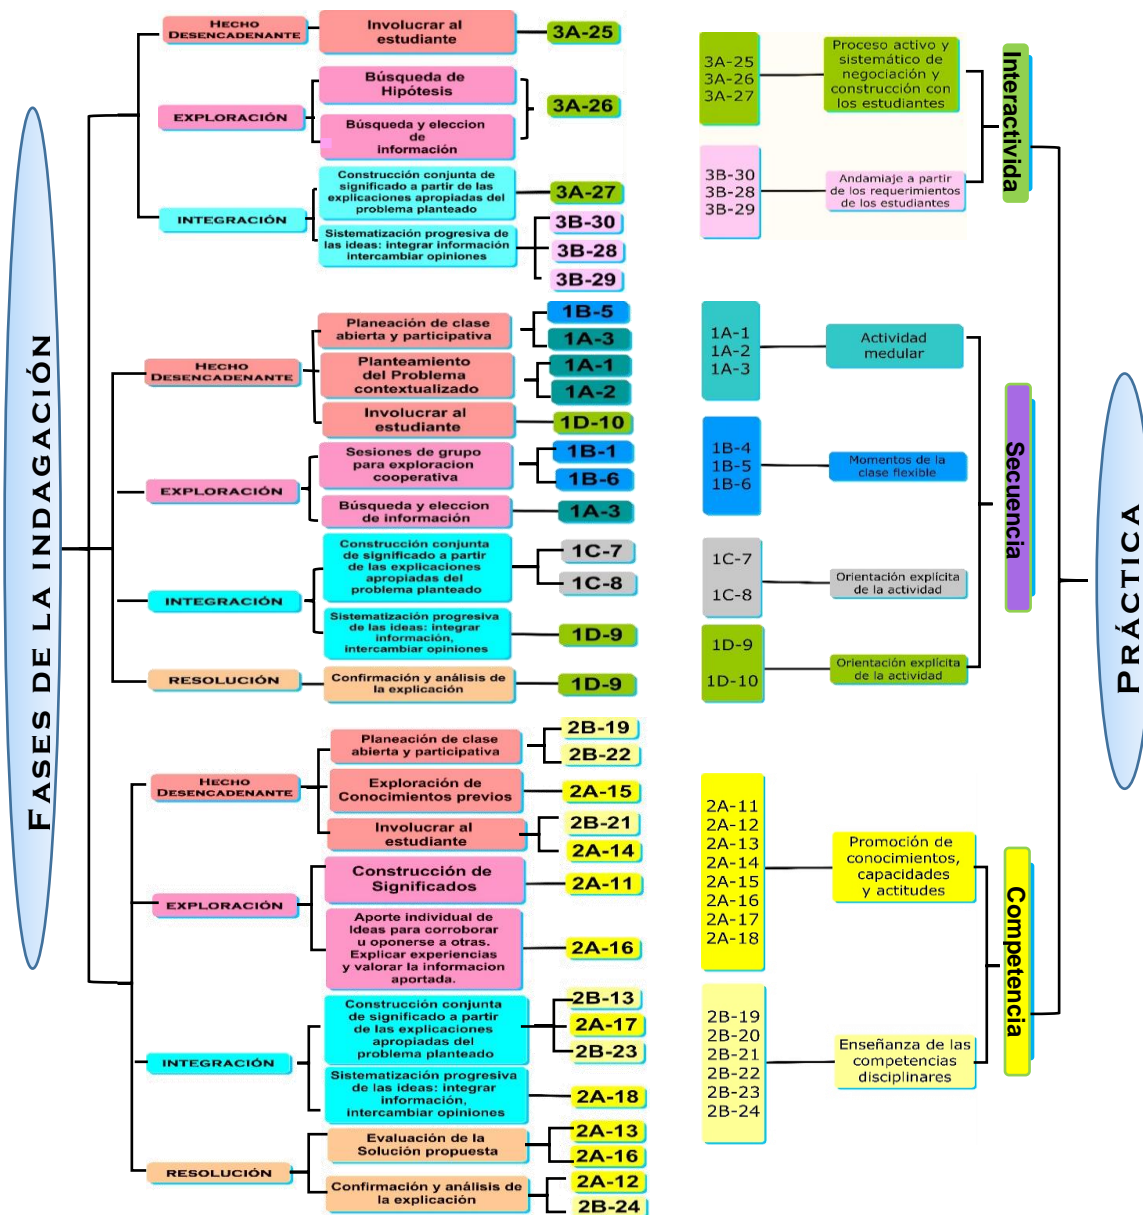 FASES DE LA INDAGACIÓN
HECHO
DESENCADENANTE
Involucrar al
estudiante
3A-25
EXPLORACIÓN
Búsqueda de
Hipótesis
Búsqueda y eleccion
de
información
3A-26
INTEGRACIÓN
Construcción conjunta de
significado a partir de las
explicaciones apropiadas del
problema planteado
3A-27
Sistematización progresiva de
las ideas: integrar información
intercambiar opiniones
3B-30
3B-28
3B-29
HECHO
DESENCADENANTE
Planeación de clase
abierta y participativa
1B-5
1A-3
Planteamiento
del Problema
contextualizado
1A-1
1A-2
Involucrar al
estudiante
1D-10
EXPLORACIÓN
Sesiones de grupo
para exploracion
cooperativa
1B-1
1B-6
Búsqueda y eleccion
de información
1A-3
INTEGRACIÓN
Construcción conjunta
de significado a partir
de las explicaciones
apropiadas del
problema planteado
1C-7
1C-8
Sistematización progresiva
de las ideas: integrar
información,
intercambiar opiniones
1D-9
RESOLUCIÓN
Confirmación y análisis de
la explicación
1D-9
HECHO
DESENCADENANTE
Planeación de clase
abierta y participativa
2B-19
2B-22
Exploración de
Conocimientos previos
2A-15
Involucrar al
estudiante
2B-21
2A-14
EXPLORACIÓN
Construcción de
Significados
2A-11
Aporte individual de
Ideas para corroborar
u oponerse a otras.
Explicar experiencias
y valorar la informacion
aportada.
2A-16
INTEGRACIÓN
Construcción conjunta
de significado a partir
de las explicaciones
apropiadas del
problema planteado
2B-13
2A-17
2B-23
Sistematización progresiva
de las ideas: integrar
información,
intercambiar opiniones
2A-18
RESOLUCIÓN
Evaluación de la
Solución propuesta
2A-13
2A-16
Confirmación y análisis de
la explicación
2A-12
2B-24
3A-25
3A-26
3A-27
Proceso activo y
sistemático de
negociación y
construcción con
los estudiantes
3B-30
3B-28
3B-29
Andamiaje a partir
de los requerimientos
de los estudiantes
Interactivida
1A-1
1A-2
1A-3
Actividad
medular
1B-4
1B-5
1B-6
Momentos de la
clase flexible
1C-7
1C-8
Orientación explícita
de la actividad
1D-9
1D-10
Orientación explícita
de la actividad
Secuencia
2A-11
2A-12
2A-13
2A-14
2A-15
2A-16
2A-17
2A-18
Promoción de
conocimientos,
capacidades
y actitudes
2B-19
2B-20
2B-21
2B-22
2B-23
2B-24
Enseñanza de las
competencias
disciplinares
Competencia
PRÁCTICA